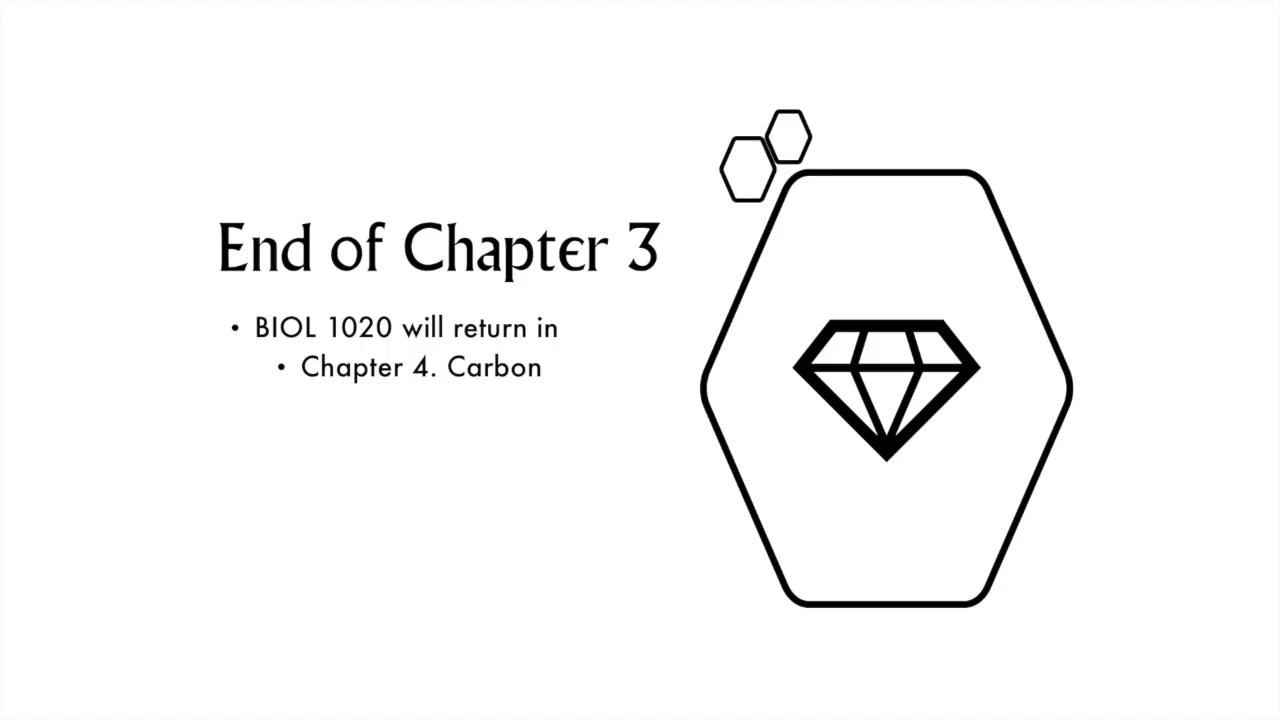 End of Chapter 3
• BIOL 1020 will return in
• Chapter 4. Carbon